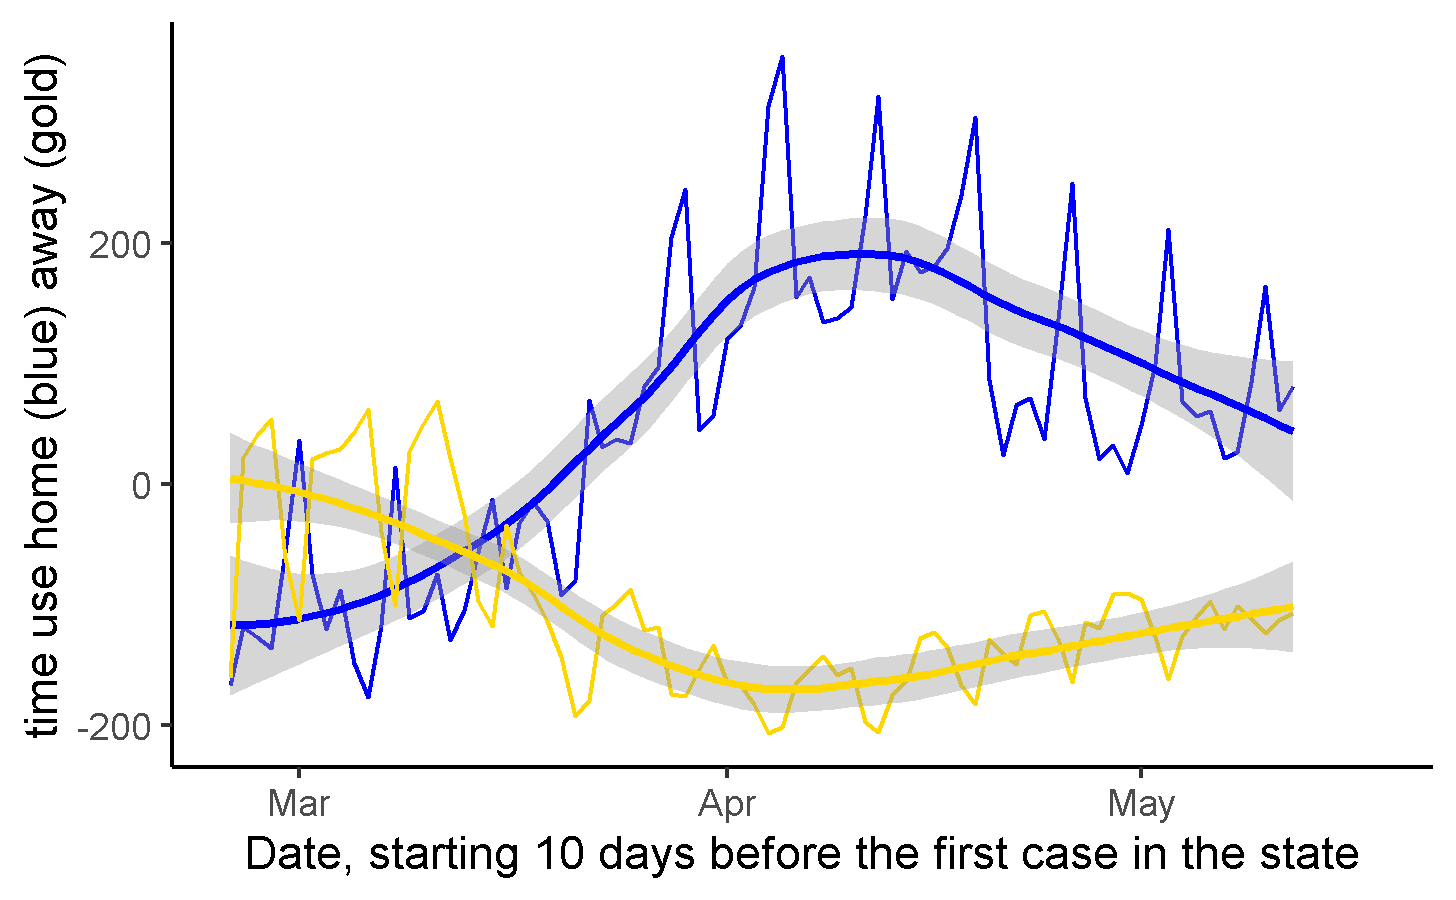 time use home (blue) away (gold)
200
0
-200
Mar Apr May
Date, starting 10 days before the first case in the state